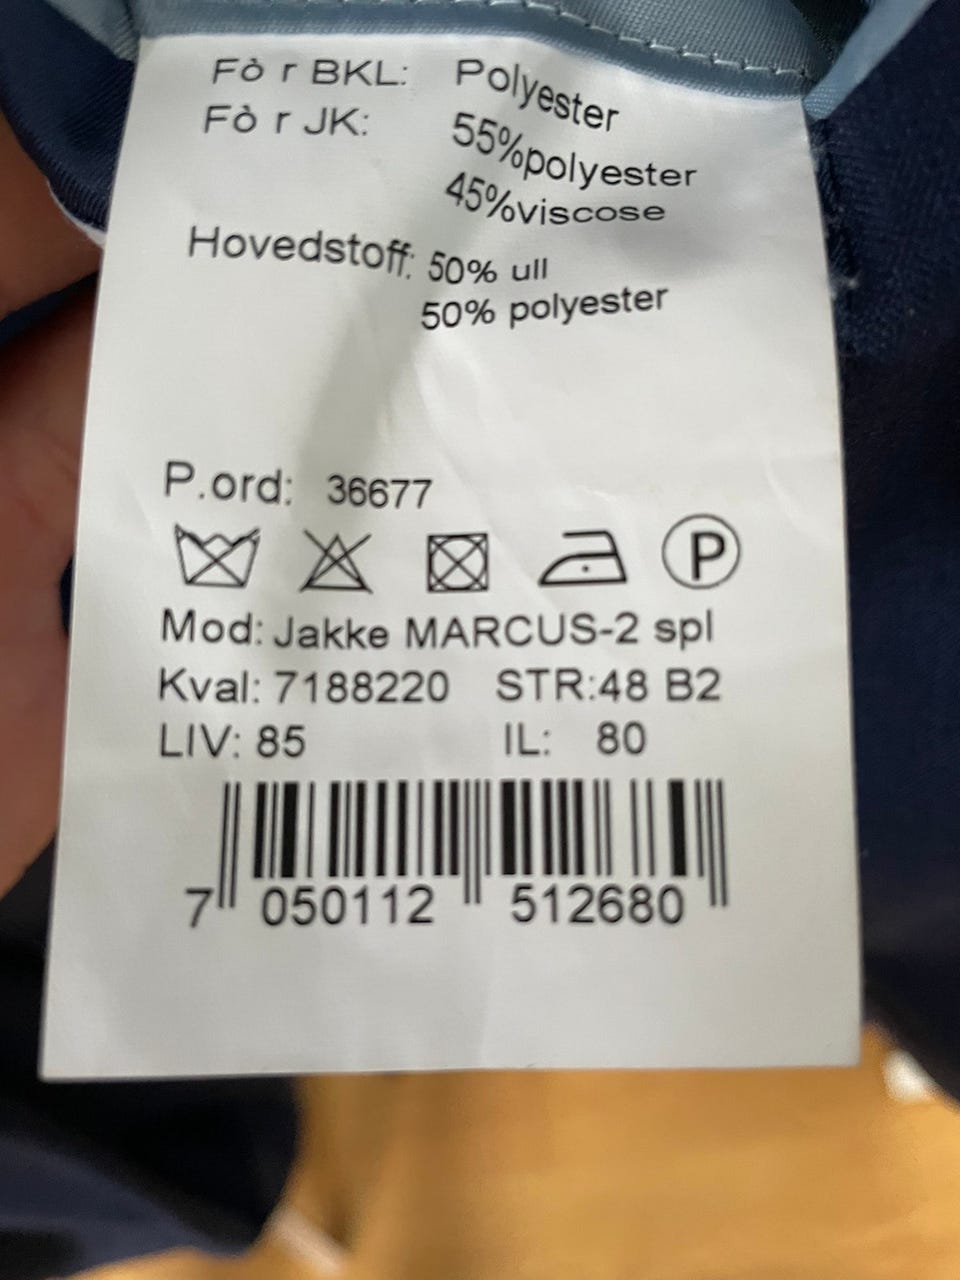 Fò r BKL: Polyester
Fò r JK: 55%polyester
45%viscose
Hovedstoff: 50% ull
50% polyester
P.ord: 36677
P
Mod: Jakke MARCUS-2 spl
Kval: 7188220 STR:48 B2
LIV: 85 IL: 80
7 050112 512680